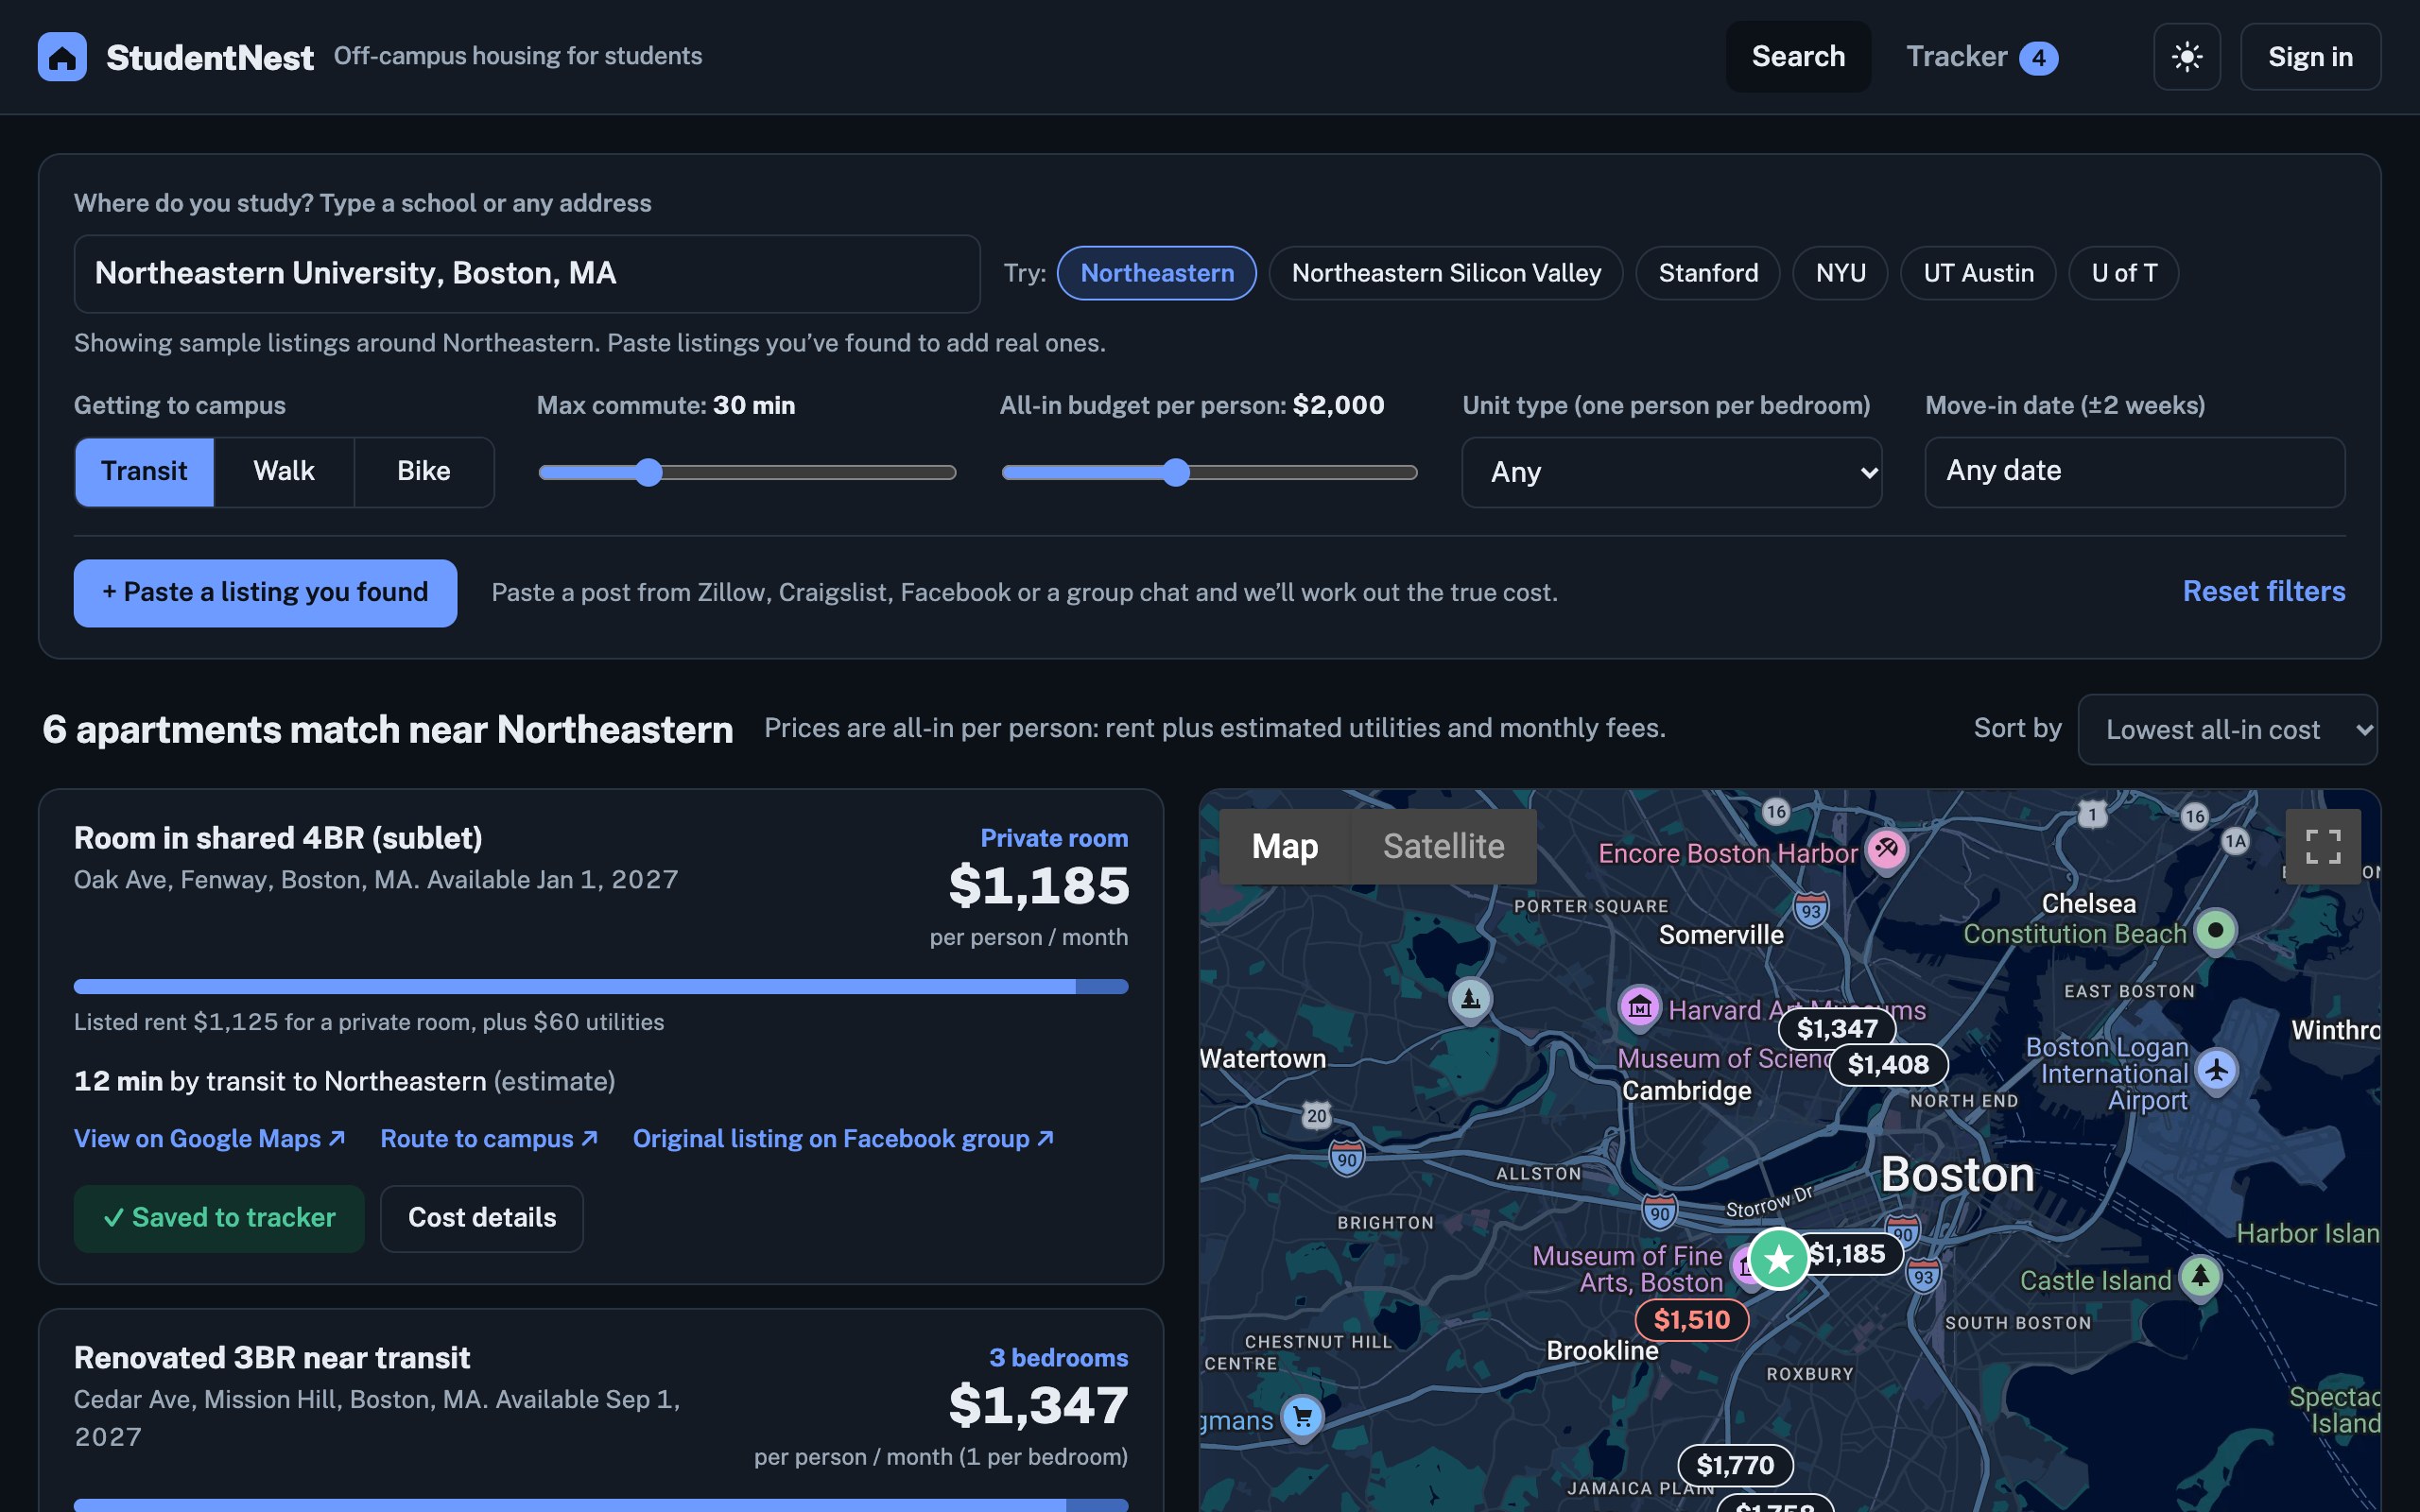 StudentNest
Off-campus housing for students
Search
Tracker 4
Sign in
Where do you study? Type a school or any address
Northeastern University, Boston, MA
Try: Northeastern Northeastern Silicon Valley Stanford NYU UT Austin U of T
Showing sample listings around Northeastern. Paste listings you’ve found to add real ones.
Getting to campus
Transit Walk Bike
Max commute: 30 min
All-in budget per person: $2,000
Unit type (one person per bedroom)
Any
Move-in date (±2 weeks)
Any date
+ Paste a listing you found
Paste a post from Zillow, Craigslist, Facebook or a group chat and we’ll work out the true cost.
Reset filters
6 apartments match near Northeastern
Prices are all-in per person: rent plus estimated utilities and monthly fees.
Sort by Lowest all-in cost
Room in shared 4BR (sublet)
Oak Ave, Fenway, Boston, MA. Available Jan 1, 2027
Private room
$1,185
per person / month
Listed rent $1,125 for a private room, plus $60 utilities
12 min by transit to Northeastern (estimate)
View on Google Maps ↗ Route to campus ↗ Original listing on Facebook group ↗
✓ Saved to tracker
Cost details
Renovated 3BR near transit
Cedar Ave, Mission Hill, Boston, MA. Available Sep 1,
2027
3 bedrooms
$1,347
per person / month (1 per bedroom)
Map Satellite
16
1
16
1A
Encore Boston Harbor
PORTER SQUARE
93
Somerville
Chelsea
Constitution Beach
EAST BOSTON
Harvard Art Museums
$1,347
Winthro
Watertown
Museum of Scienc
$1,408
Cambridge
Boston Logan
International
Airport
NORTH END
20
90
ALLSTON
Boston
Storrow Dr
90
BRIGHTON
90
Harbor Islan
Museum of Fine
Arts, Boston
$1,185
93
Castle Island
$1,510
SOUTH BOSTON
CHESTNUT HILL
Brookline
CENTRE
ROXBURY
gmans
Spectac
Island
$1,770
JAMAICA PLAIN